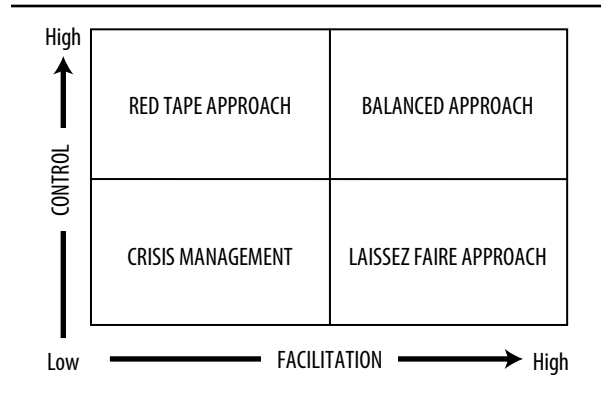 High
RED TAPE APPROACH
BALANCED APPROACH
CONTROL
CRISIS MANAGEMENT
LAISSEZ FAIRE APPROACH
Low
FACILITATION
High